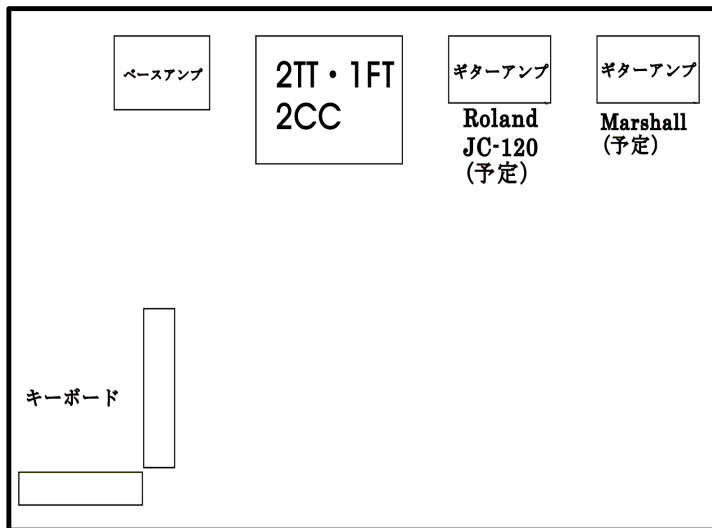 ベースアンプ
2TT・1FT
2CC
ギターアンプ
Roland
JC-120
(予定)
ギターアンプ
Marshall
(予定)
キーボード